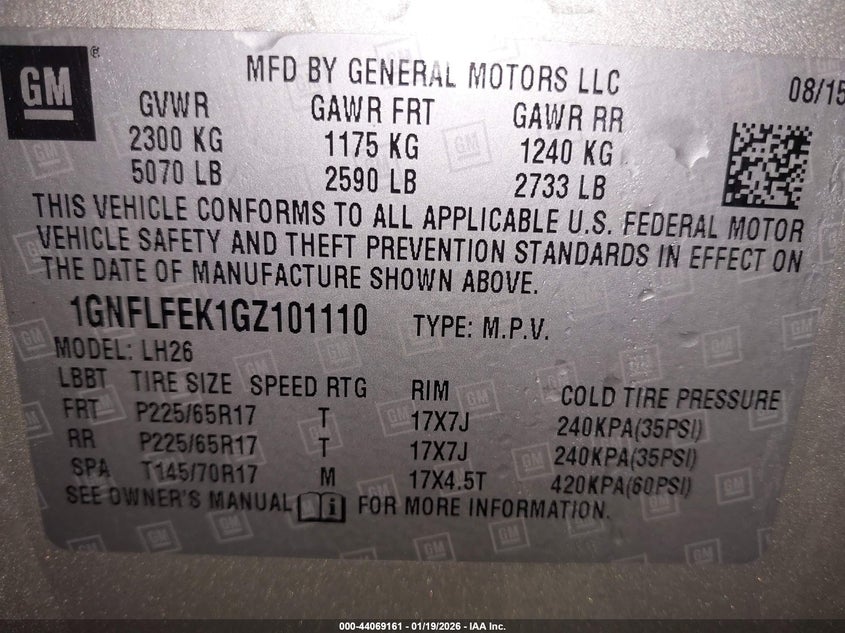 GM ®
MFD BY GENERAL MOTORS LLC
08/15
GVWR GAWR FRT GAWR RR
2300 KG 1175 KG 1240 KG
5070 LB 2590 LB 2733 LB
THIS VEHICLE CONFORMS TO ALL APPLICABLE U.S. FEDERAL MOTOR
VEHICLE SAFETY AND THEFT PREVENTION STANDARDS IN EFFECT ON
THE DATE OF MANUFACTURE SHOWN ABOVE.
1GNFLFEK1GZ101110 TYPE: M.P.V.
MODEL: LH26
LBBT TIRE SIZE SPEED RTG RIM COLD TIRE PRESSURE
FRT P225/65R17 T 17X7J 240KPA(35PSI)
RR P225/65R17 T 17X7J 240KPA(35PSI)
SPA T145/70R17 M 17X4.5T 420KPA(60PSI)
SEE OWNER'S MANUAL i FOR MORE INFORMATION.
000-44069161 - 01/19/2026 - IAA Inc.